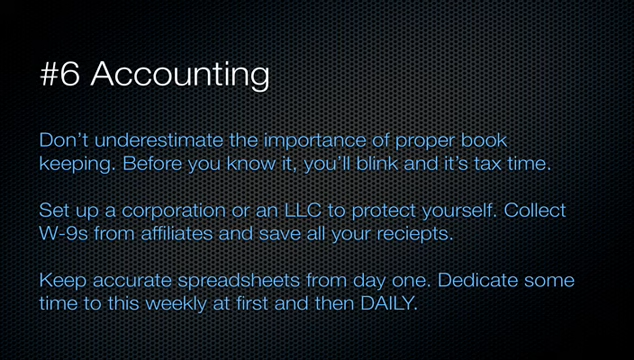 #6 Accounting
Don't underestimate the importance of proper book
keeping. Before you know it, you'll blink and it's tax time.
Set up a corporation or an LLC to protect yourself. Collect
W-9s from affiliates and save all your reciepts.
Keep accurate spreadsheets from day one. Dedicate some
time to this weekly at first and then DAILY.